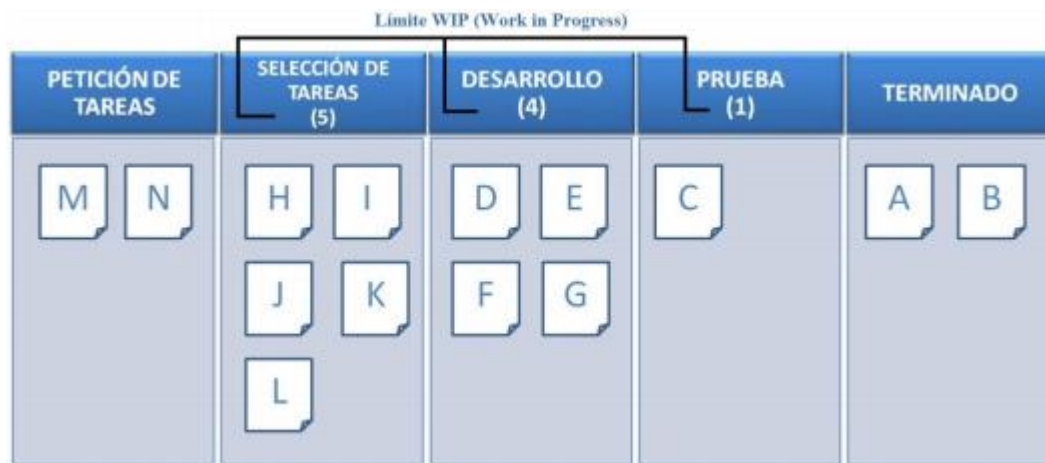 Límite WIP (Work in Progress)
PETICIÓN DE
TAREAS
SELECCIÓN DE
TAREAS
(5)
DESARROLLO
(4)
PRUEBA
(1)
TERMINADO
M N
H I
J K
L
D E
F G
C
A B